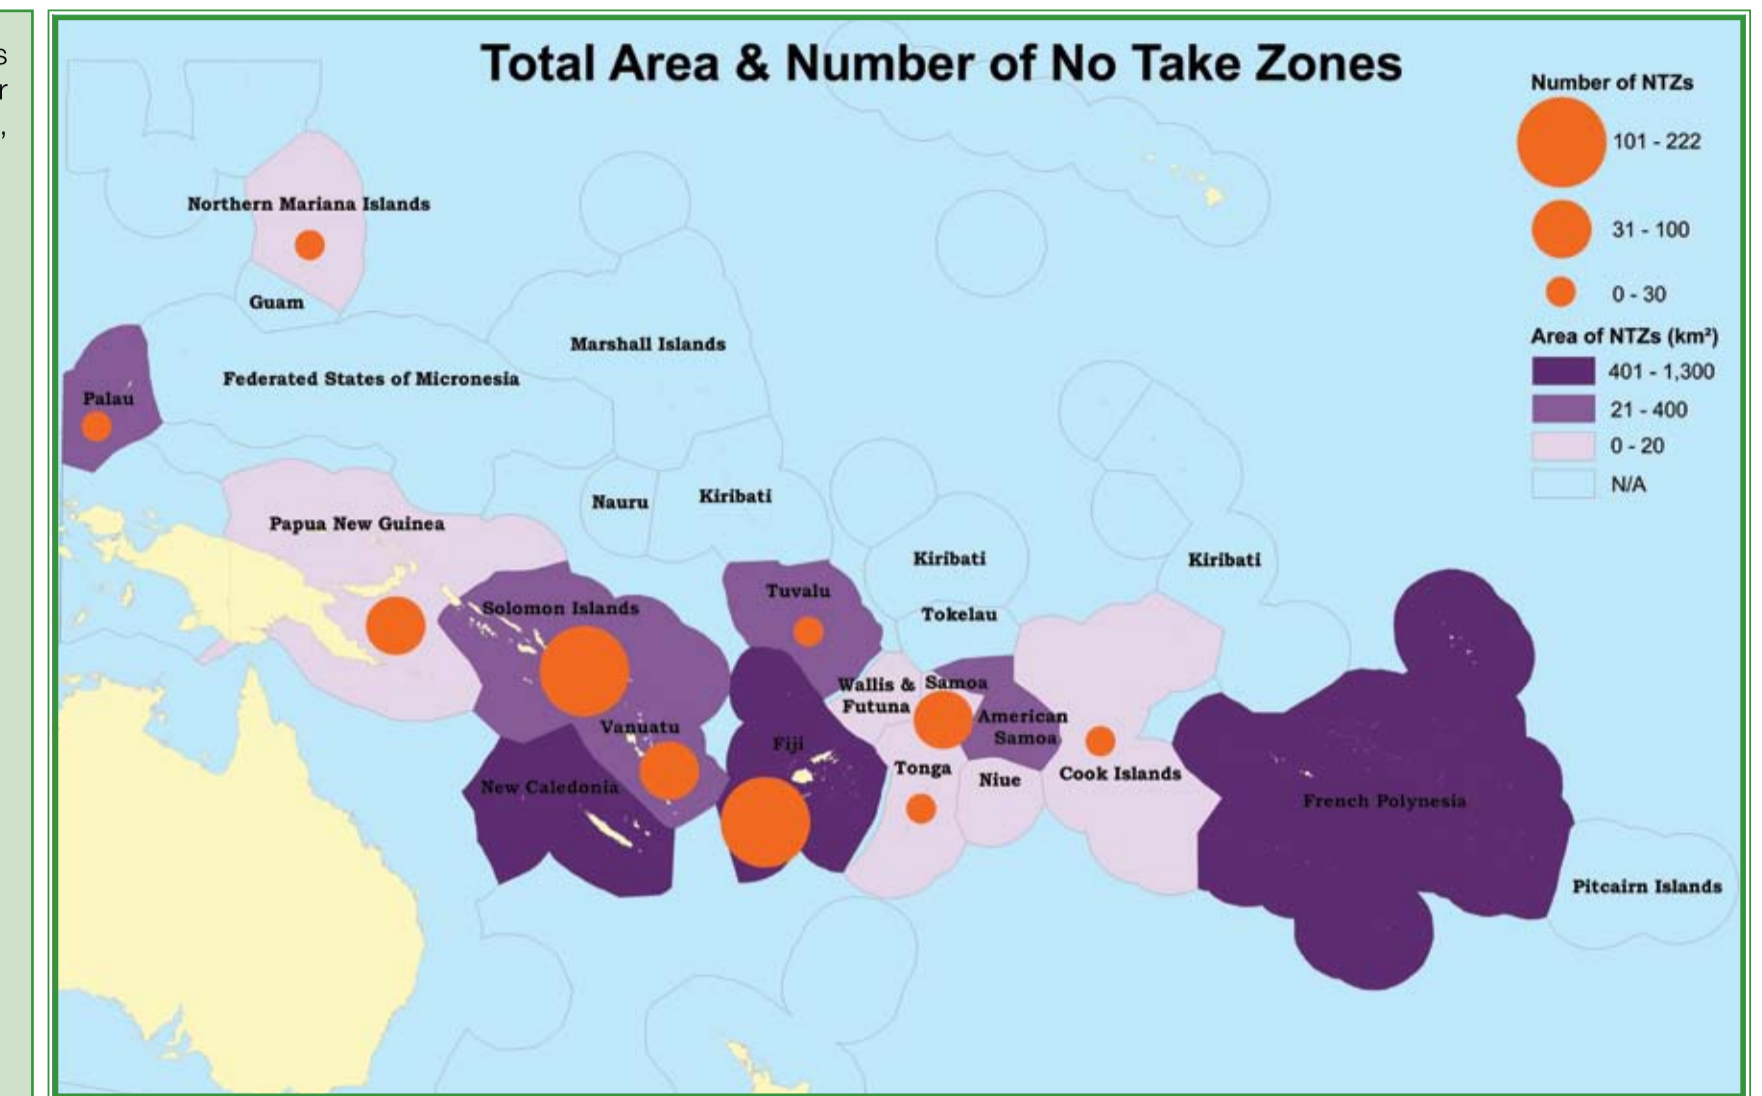 s
r
,
Total Area & Number of No Take Zones
Number of NTZs
101 - 222
31 - 100
0 - 30
Area of NTZs (km²)
401 - 1,300
21 - 400
0 - 20
N/A
Northern Mariana Islands
Guam
Marshall Islands
Federated States of Micronesia
Palau
Nauru
Kiribati
Papua New Guinea
Kiribati
Kiribati
Tuvalu
Solomon Islands
Tokelau
Wallis &
Futuna
Samoa
American
Samoa
Vanuatu
Fiji
Tonga
Niue
Cook Islands
New Caledonia
French Polynesia
Pitcairn Islands